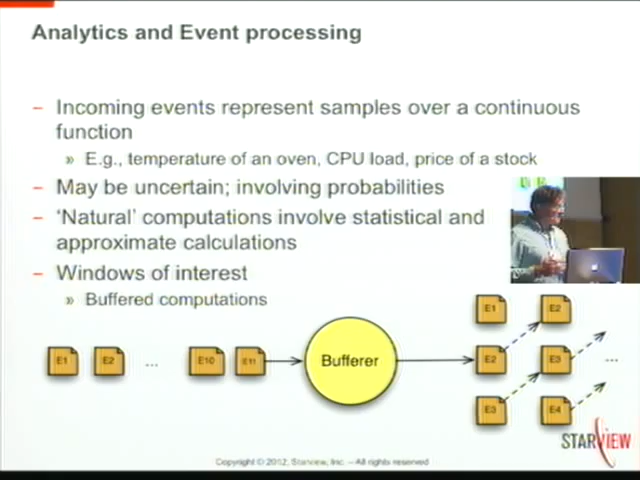 Analytics and Event processing
– Incoming events represent samples over a continuous
function
» E.g., temperature of an oven, CPU load, price of a stock
– May be uncertain; involving probabilities
– ‘Natural’ computations involve statistical and
approximate calculations
– Windows of interest
» Buffered computations
E1 E2 ... E10 E11
Bufferer
E1 E2
E2 E3 ...
E3 E4
STARVIEW
Copyright © 2012, Starview, Inc. – All rights reserved